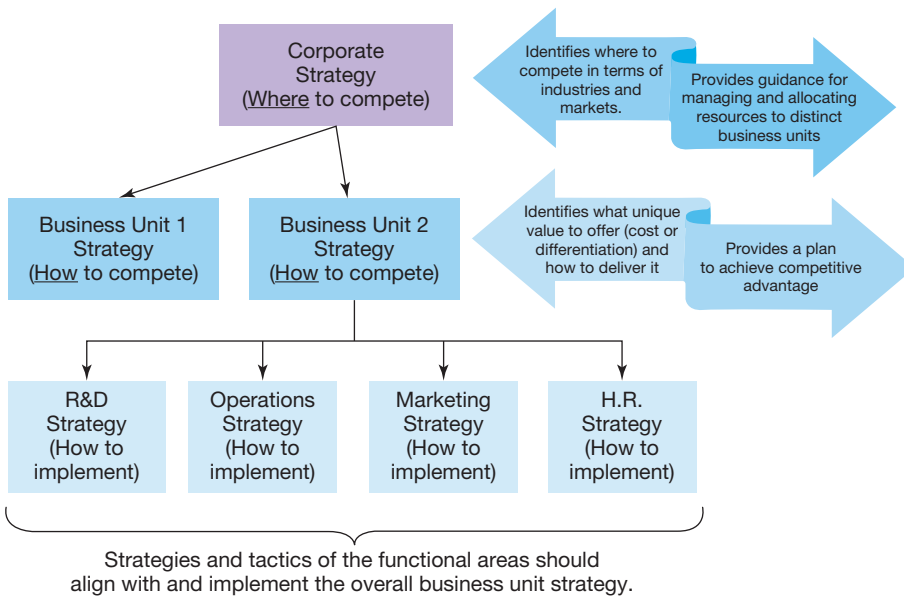 Corporate
Strategy
(Where to compete)
Identifies where to
compete in terms of
industries and
markets.
Provides guidance for
managing and allocating
resources to distinct
business units
Business Unit 1
Strategy
(How to compete)
Business Unit 2
Strategy
(How to compete)
Identifies what unique
value to offer (cost or
differentiation) and
how to deliver it
Provides a plan
to achieve competitive
advantage
R&D
Strategy
(How to
implement)
Operations
Strategy
(How to
implement)
Marketing
Strategy
(How to
implement)
H.R.
Strategy
(How to
implement)
Strategies and tactics of the functional areas should
align with and implement the overall business unit strategy.